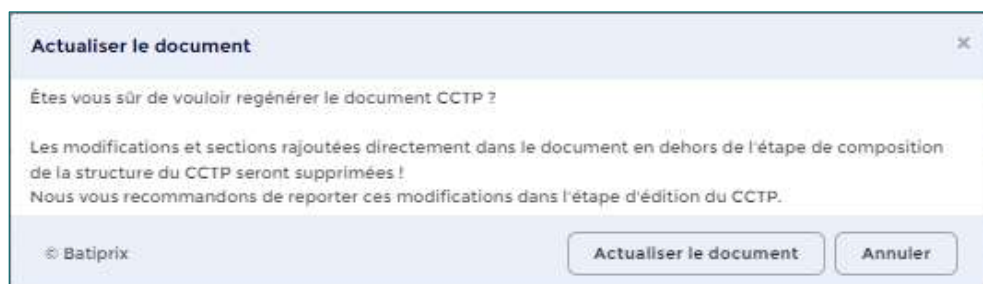 Actualiser le document
×
Êtes vous sûr de vouloir regénérer le document CCTP ?
Les modifications et sections rajoutées directement dans le document en dehors de l'étape de composition
de la structure du CCTP seront supprimées !
Nous vous recommandons de reporter ces modifications dans l'étape d'édition du CCTP.
© Batiprix
Actualiser le document
Annuler